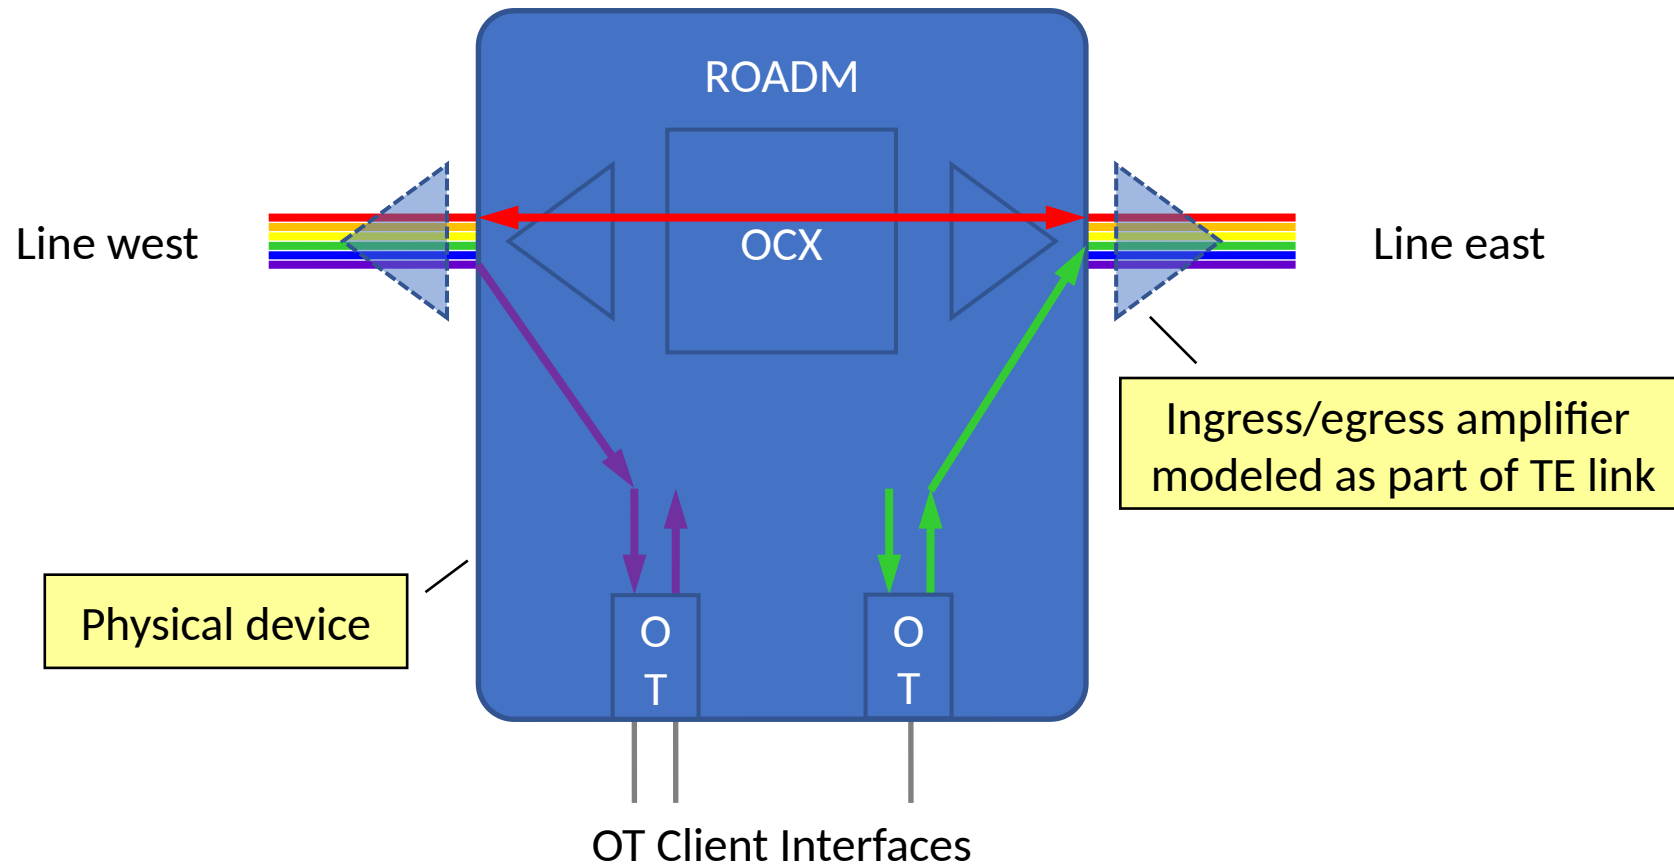 ROADM
Line west
OCX
Line east
Ingress/egress amplifier
modeled as part of TE link
Physical device
O
T
O
T
OT Client Interfaces